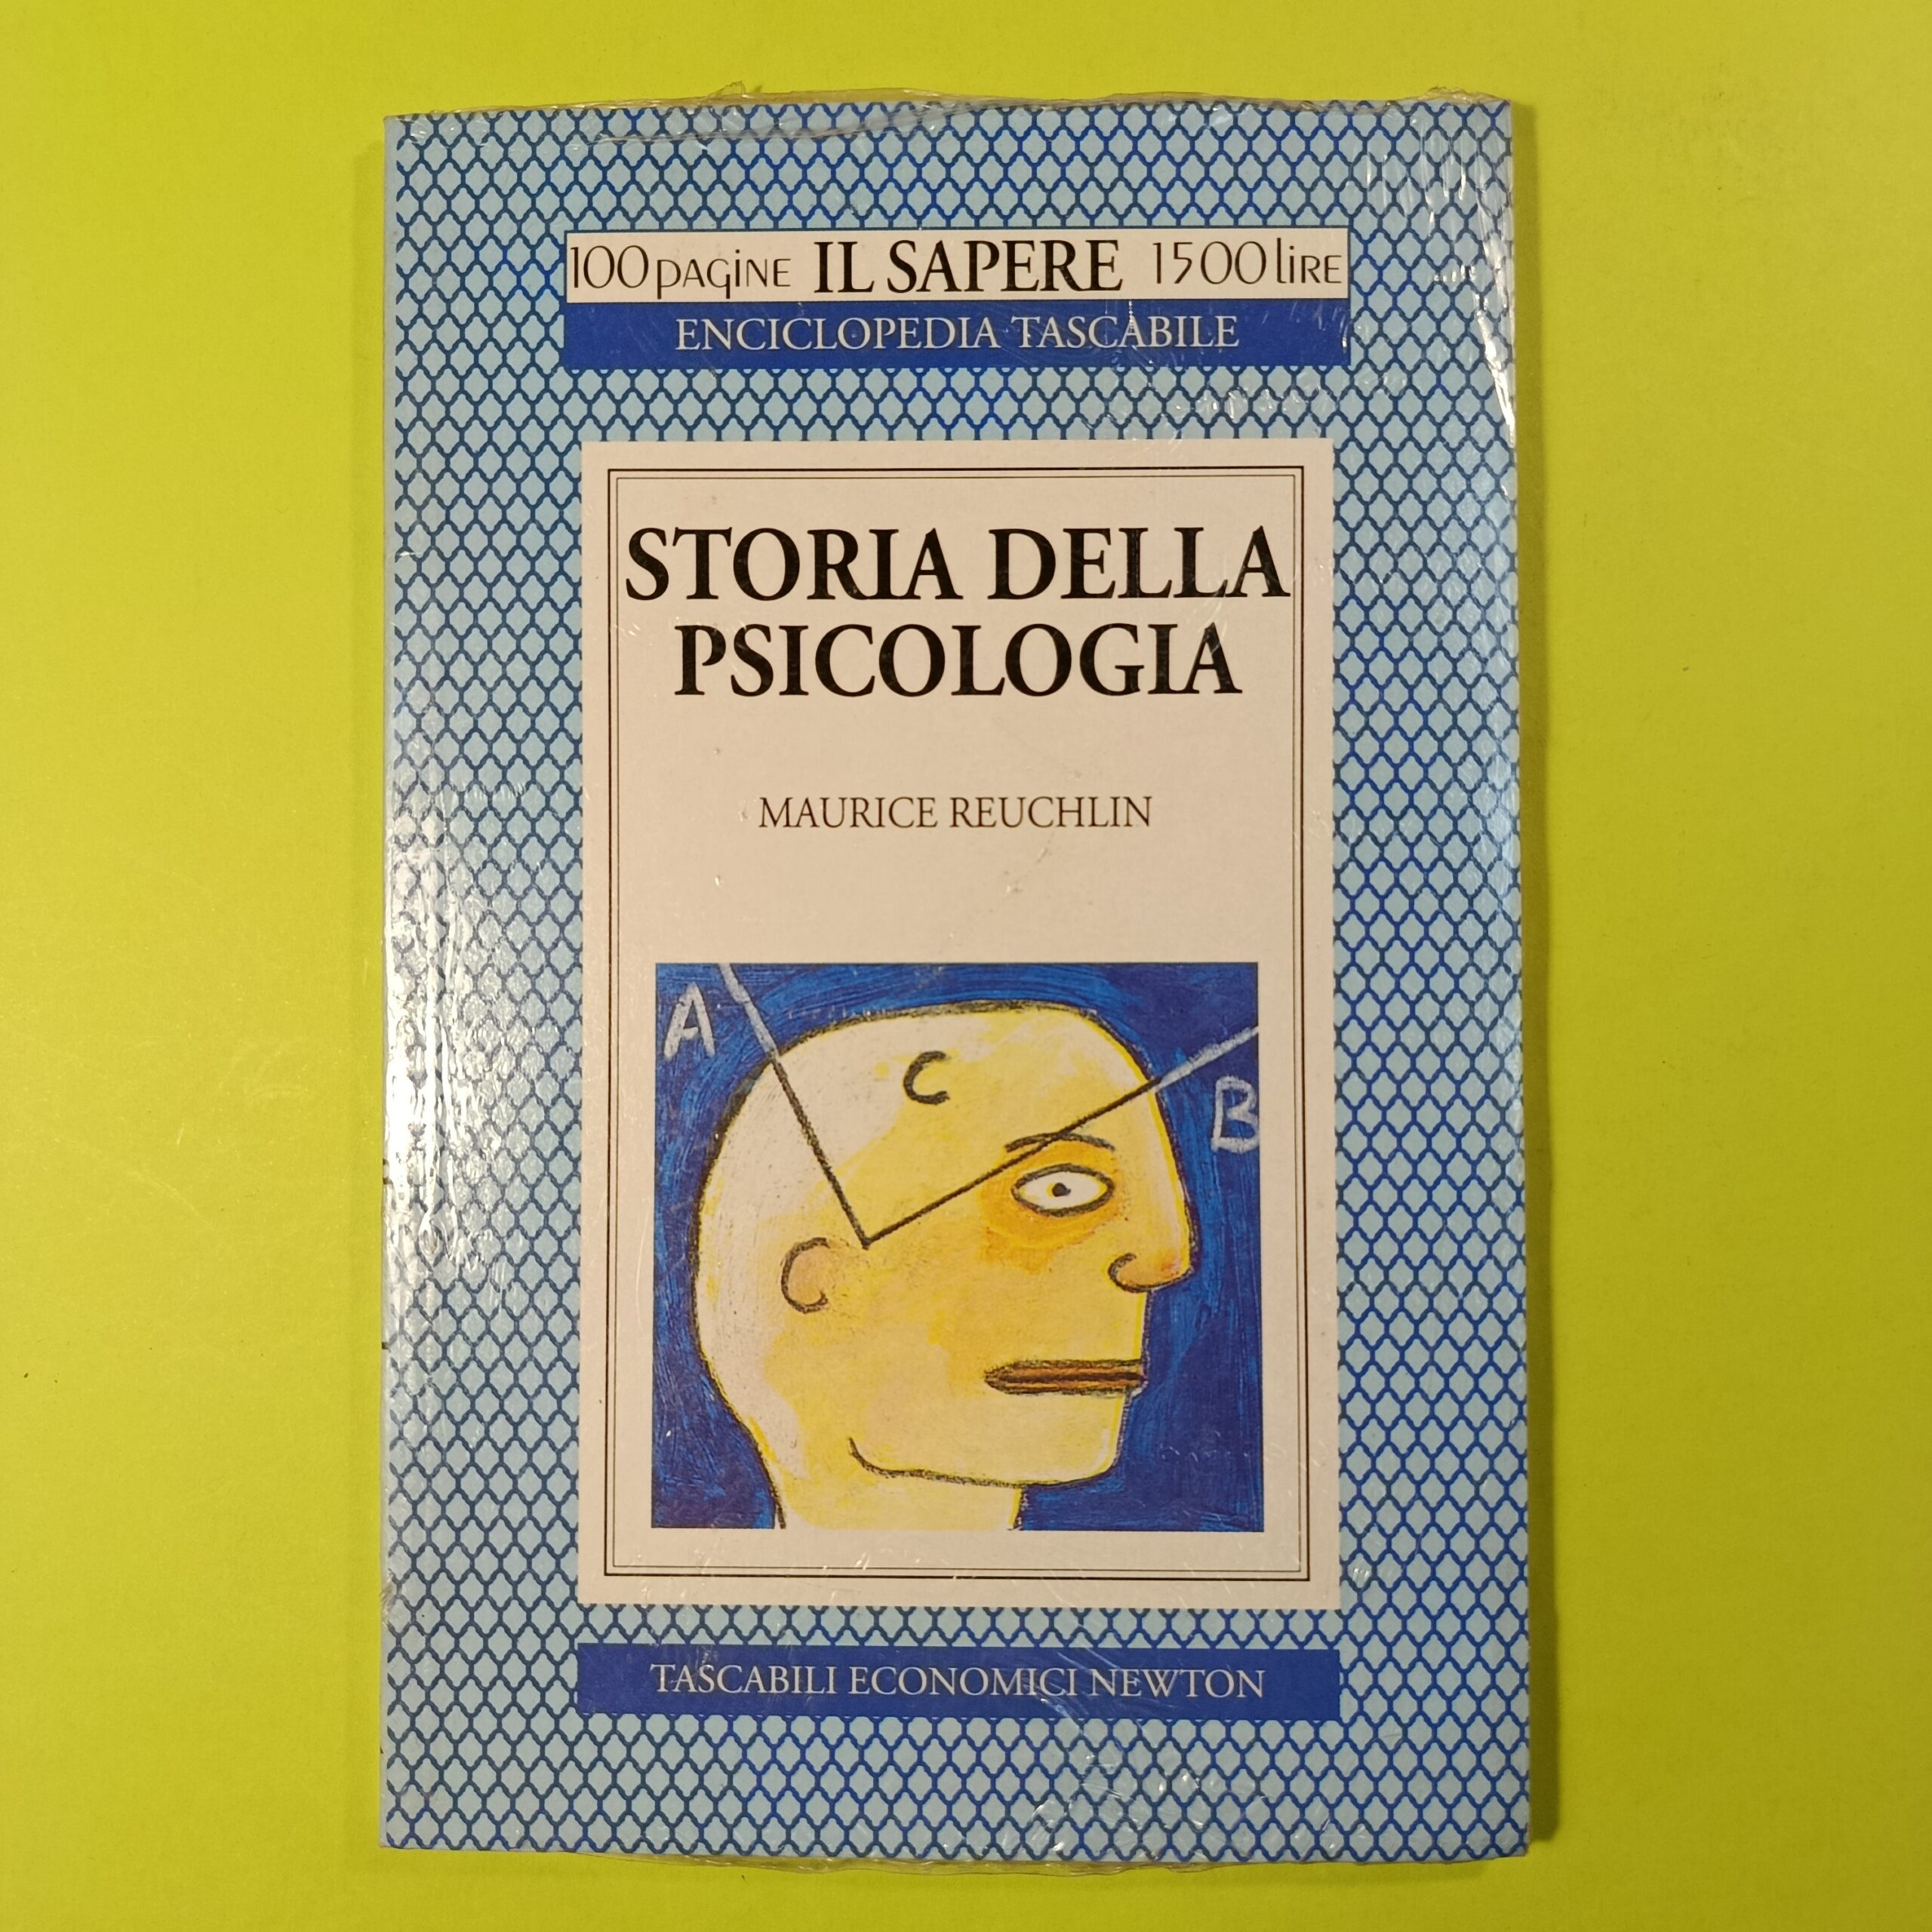 100 pagine IL SAPERE 1500 lire
ENCICLOPEDIA TASCABILE
STORIA DELLA
PSICOLOGIA
MAURICE REUCHLIN
A
C
B
TASCABILI ECONOMICI NEWTON